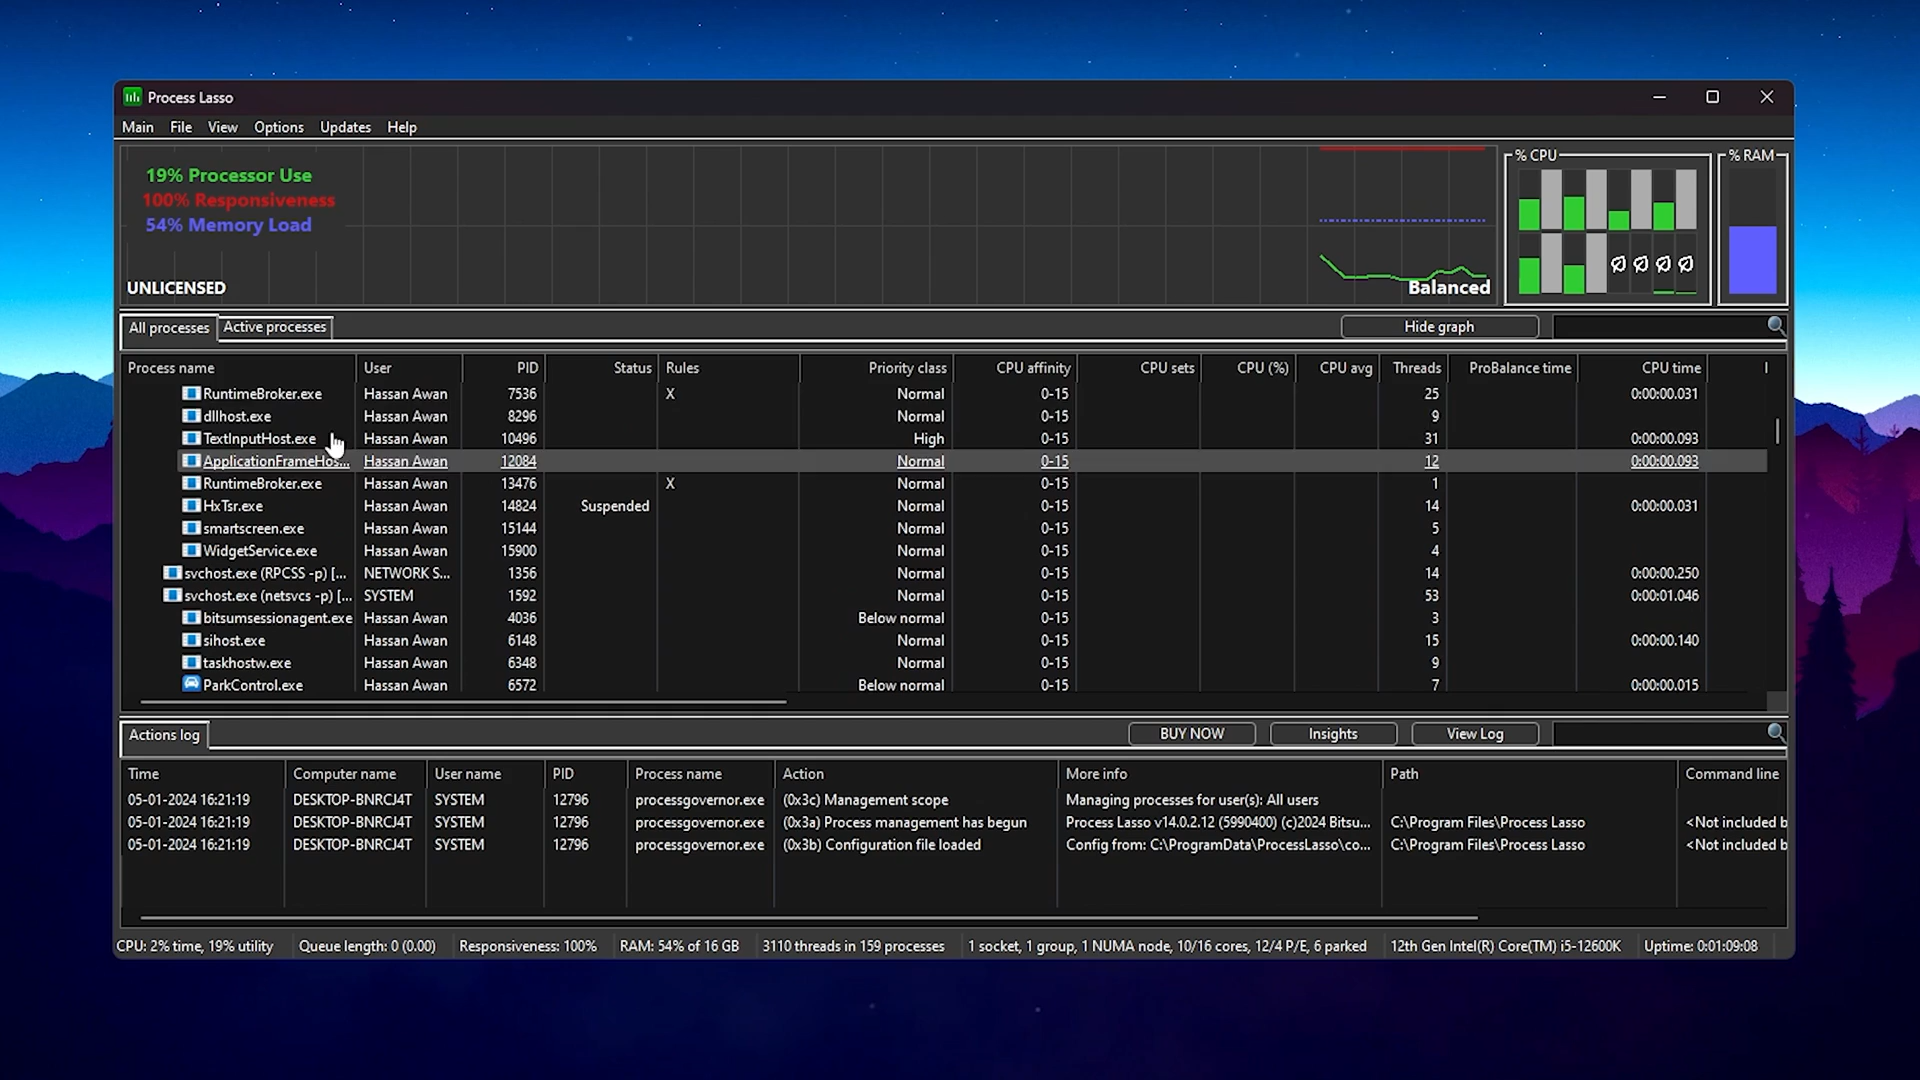 Process Lasso
Main File View Options Updates Help
19% Processor Use
100% Responsiveness
54% Memory Load
UNLICENSED
Balanced
% CPU
% RAM
All processes Active processes Hide graph
Process name User PID Status Rules Priority class CPU affinity CPU sets CPU (%) CPU avg Threads ProBalance time CPU time I
RuntimeBroker.exe Hassan Awan 7536 X Normal 0-15 25 0:00:00.031
dllhost.exe Hassan Awan 8296 Normal 0-15 9
TextInputHost.exe Hassan Awan 10496 High 0-15 31 0:00:00.093
ApplicationFrameHos... Hassan Awan 12084 Normal 0-15 12 0:00:00.093
RuntimeBroker.exe Hassan Awan 13476 X Normal 0-15 1
HxTsr.exe Hassan Awan 14824 Suspended Normal 0-15 14 0:00:00.031
smartscreen.exe Hassan Awan 15144 Normal 0-15 5
WidgetService.exe Hassan Awan 15900 Normal 0-15 4
svchost.exe (RPCSS -p) [... NETWORK S... 1356 Normal 0-15 14 0:00:00.250
svchost.exe (netsvcs -p) [... SYSTEM 1592 Normal 0-15 53 0:00:01.046
bitsumsessionagent.exe Hassan Awan 4036 Below normal 0-15 3
sihost.exe Hassan Awan 6148 Normal 0-15 15 0:00:00.140
taskhostw.exe Hassan Awan 6348 Normal 0-15 9
ParkControl.exe Hassan Awan 6572 Below normal 0-15 7 0:00:00.015
Actions log BUY NOW Insights View Log
Time Computer name User name PID Process name Action More info Path Command line
05-01-2024 16:21:19 DESKTOP-BNRCJ4T SYSTEM 12796 processgovernor.exe (0x3c) Management scope Managing processes for user(s): All users
05-01-2024 16:21:19 DESKTOP-BNRCJ4T SYSTEM 12796 processgovernor.exe (0x3a) Process management has begun Process Lasso v14.0.2.12 (5990400) (c)2024 Bitsu... C:\Program Files\Process Lasso <Not included b
05-01-2024 16:21:19 DESKTOP-BNRCJ4T SYSTEM 12796 processgovernor.exe (0x3b) Configuration file loaded Config from: C:\ProgramData\ProcessLasso\co... C:\Program Files\Process Lasso <Not included b
CPU: 2% time, 19% utility Queue length: 0 (0.00) Responsiveness: 100% RAM: 54% of 16 GB 3110 threads in 159 processes 1 socket, 1 group, 1 NUMA node, 10/16 cores, 12/4 P/E, 6 parked 12th Gen Intel(R) Core(TM) i5-12600K Uptime: 0:01:09:08